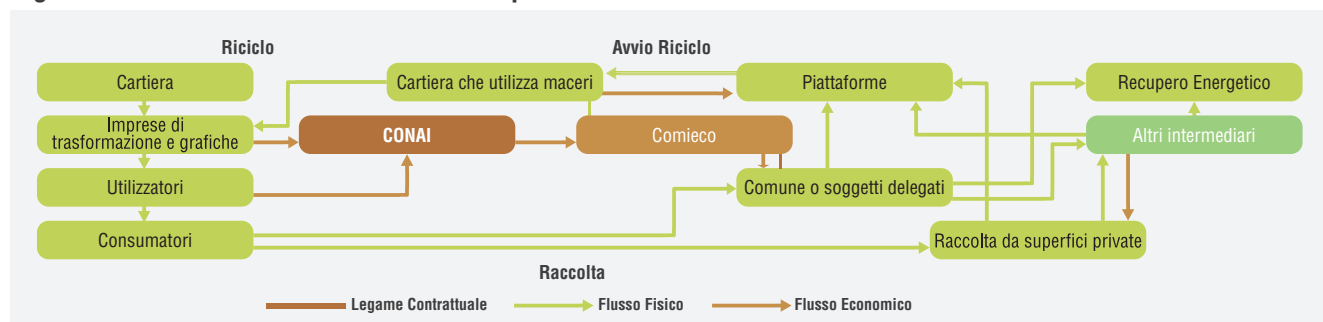 Riciclo
Avvio Riciclo
Cartiera
Cartiera che utilizza maceri
Piattaforme
Recupero Energetico
Imprese di
trasformazione e grafiche
CONAI
Comieco
Altri intermediari
Utilizzatori
Comune o soggetti delegati
Consumatori
Raccolta da superfici private
Raccolta
Legame Contrattuale
Flusso Fisico
Flusso Economico